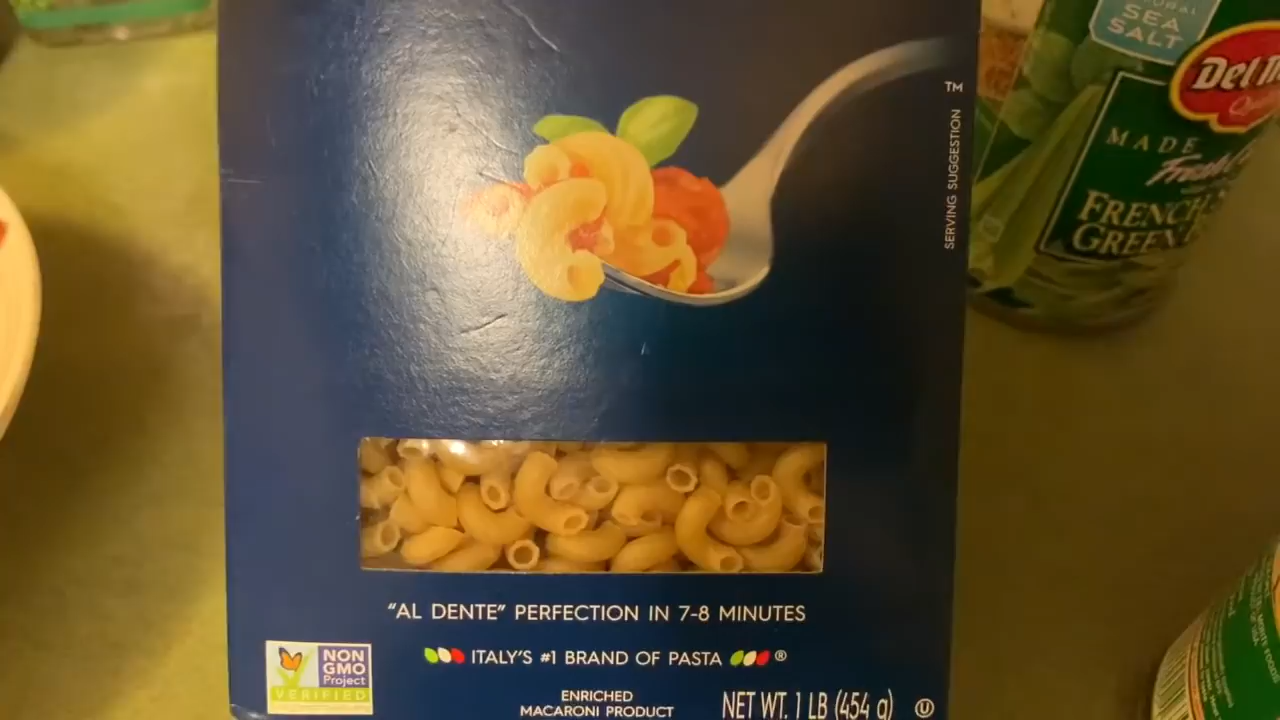 SEA
SALT
Del
MADE
FRENCH
GREEN
TM
SERVING SUGGESTION
"AL DENTE" PERFECTION IN 7-8 MINUTES
ITALY'S #1 BRAND OF PASTA ®
NON
GMO
Project
VERIFIED
ENRICHED
MACARONI PRODUCT
NET WT. 1 LB (454 g)
U